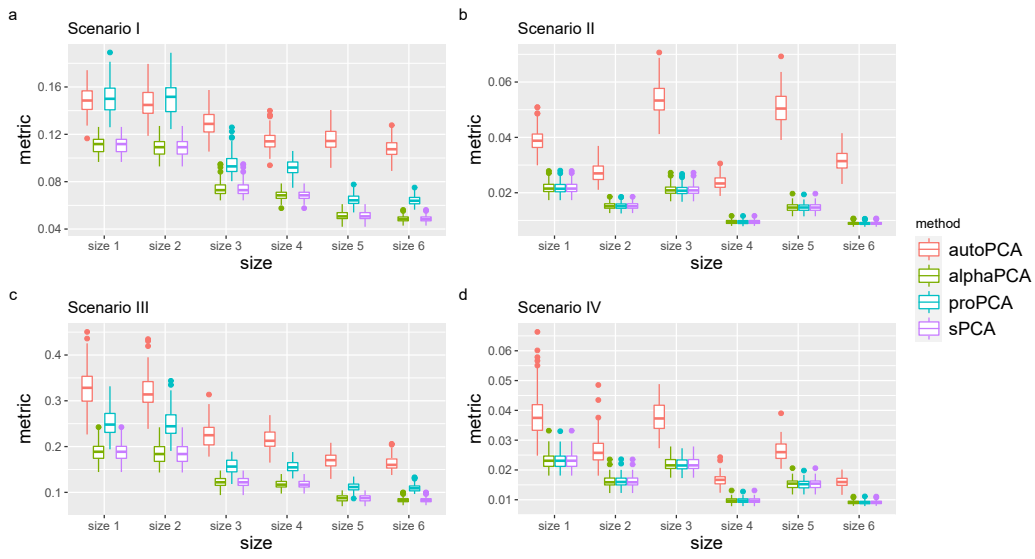 a
Scenario I
metric
0.16
0.12
0.08
0.04
size 1 size 2 size 3 size 4 size 5 size 6
size
b
Scenario II
metric
0.06
0.04
0.02
size 1 size 2 size 3 size 4 size 5 size 6
size
c
Scenario III
metric
0.4
0.3
0.2
0.1
size 1 size 2 size 3 size 4 size 5 size 6
size
d
Scenario IV
metric
0.06
0.05
0.04
0.03
0.02
0.01
size 1 size 2 size 3 size 4 size 5 size 6
size
method
autoPCA
alphaPCA
proPCA
sPCA